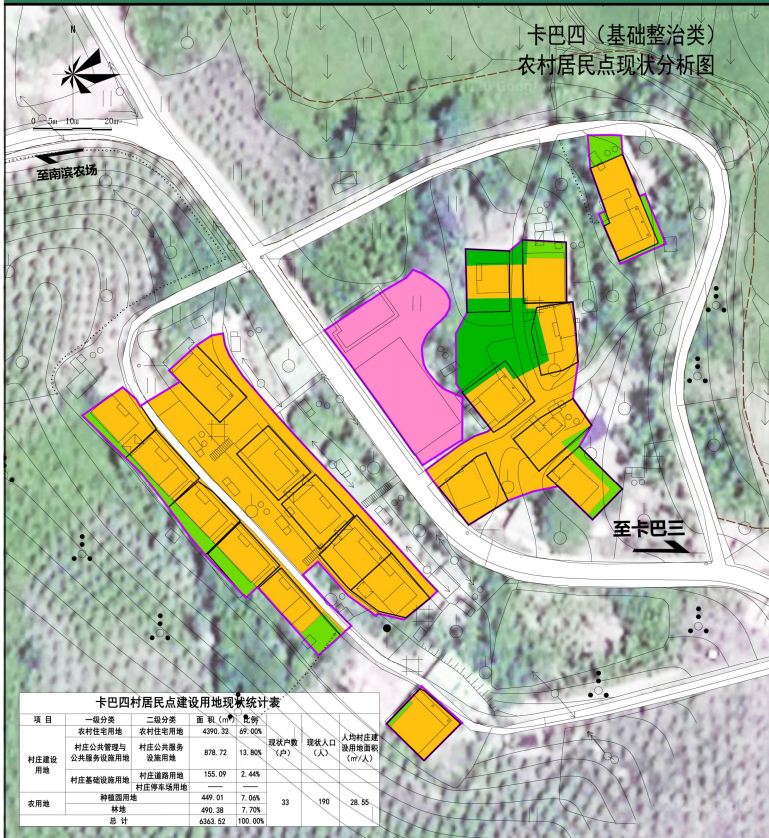 卡巴四（基础整治类）
农村居民点现状分析图
N
0 5m 10m 20m
至南滨农场
至卡巴三
卡巴四村居民点建设用地现状统计表
项 目 一级分类 二级分类 面 积（㎡） 比例 现状户数（户） 现状人口（人） 人均村庄建设用地面积（㎡/人）
村庄建设用地 农村住宅用地 农村住宅用地 4390.32 69.00%
村庄公共管理与公共服务设施用地 村庄公共服务设施用地 878.72 13.80%
村庄基础设施用地 村庄道路用地 155.09 2.44%
村庄停车场用地 —— ——
农用地 种植园用地 449.01 7.06% 33 190 28.55
林地 490.38 7.70%
总 计 6363.52 100.00%